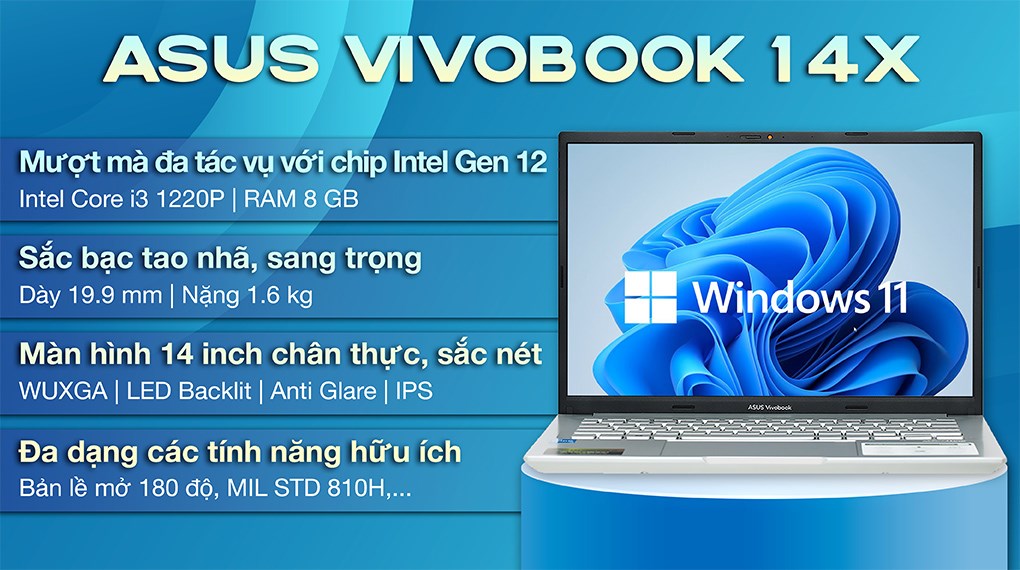 ASUS VIVOBOOK 14X
Mượt mà đa tác vụ với chip Intel Gen 12
Intel Core i3 1220P | RAM 8 GB
Sắc bạc tao nhã, sang trọng
Dày 19.9 mm | Nặng 1.6 kg
Màn hình 14 inch chân thực, sắc nét
WUXGA | LED Backlit | Anti Glare | IPS
Đa dạng các tính năng hữu ích
Bản lề mở 180 độ, MIL STD 810H,...
Windows 11
ASUS Vivobook